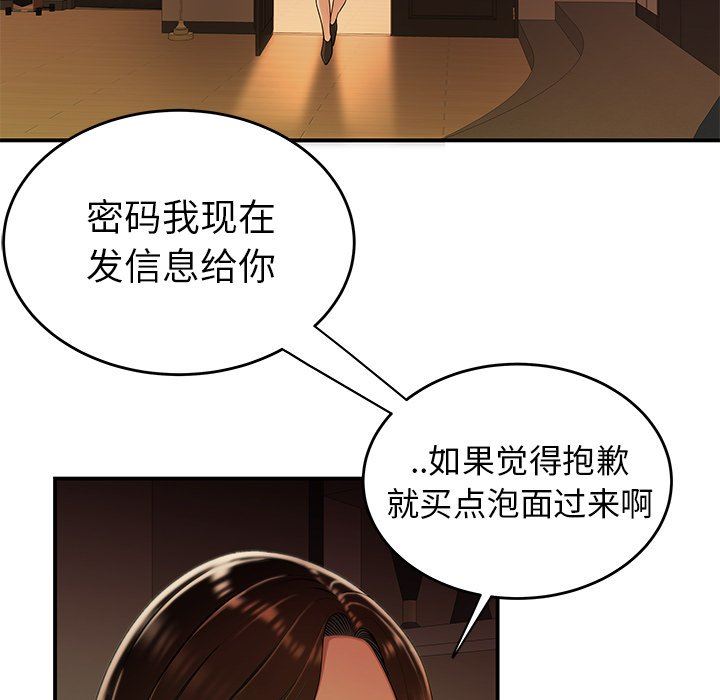 密码我现在
发信息给你
..如果觉得抱歉
就买点泡面过来啊